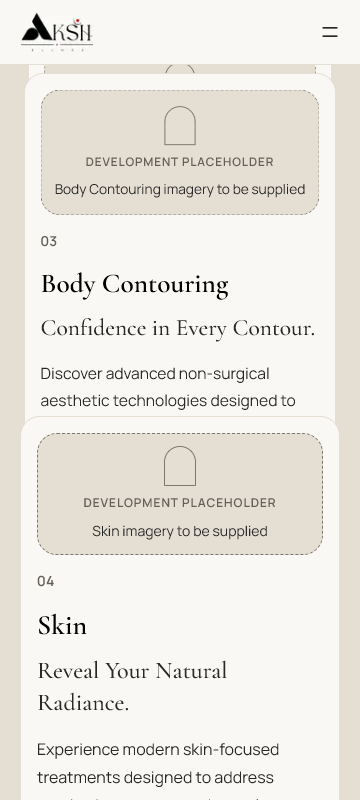 AKSH
DEVELOPMENT PLACEHOLDER
Body Contouring imagery to be supplied
03
Body Contouring
Confidence in Every Contour.
Discover advanced non-surgical
aesthetic technologies designed to
DEVELOPMENT PLACEHOLDER
Skin imagery to be supplied
04
Skin
Reveal Your Natural
Radiance.
Experience modern skin-focused
treatments designed to address